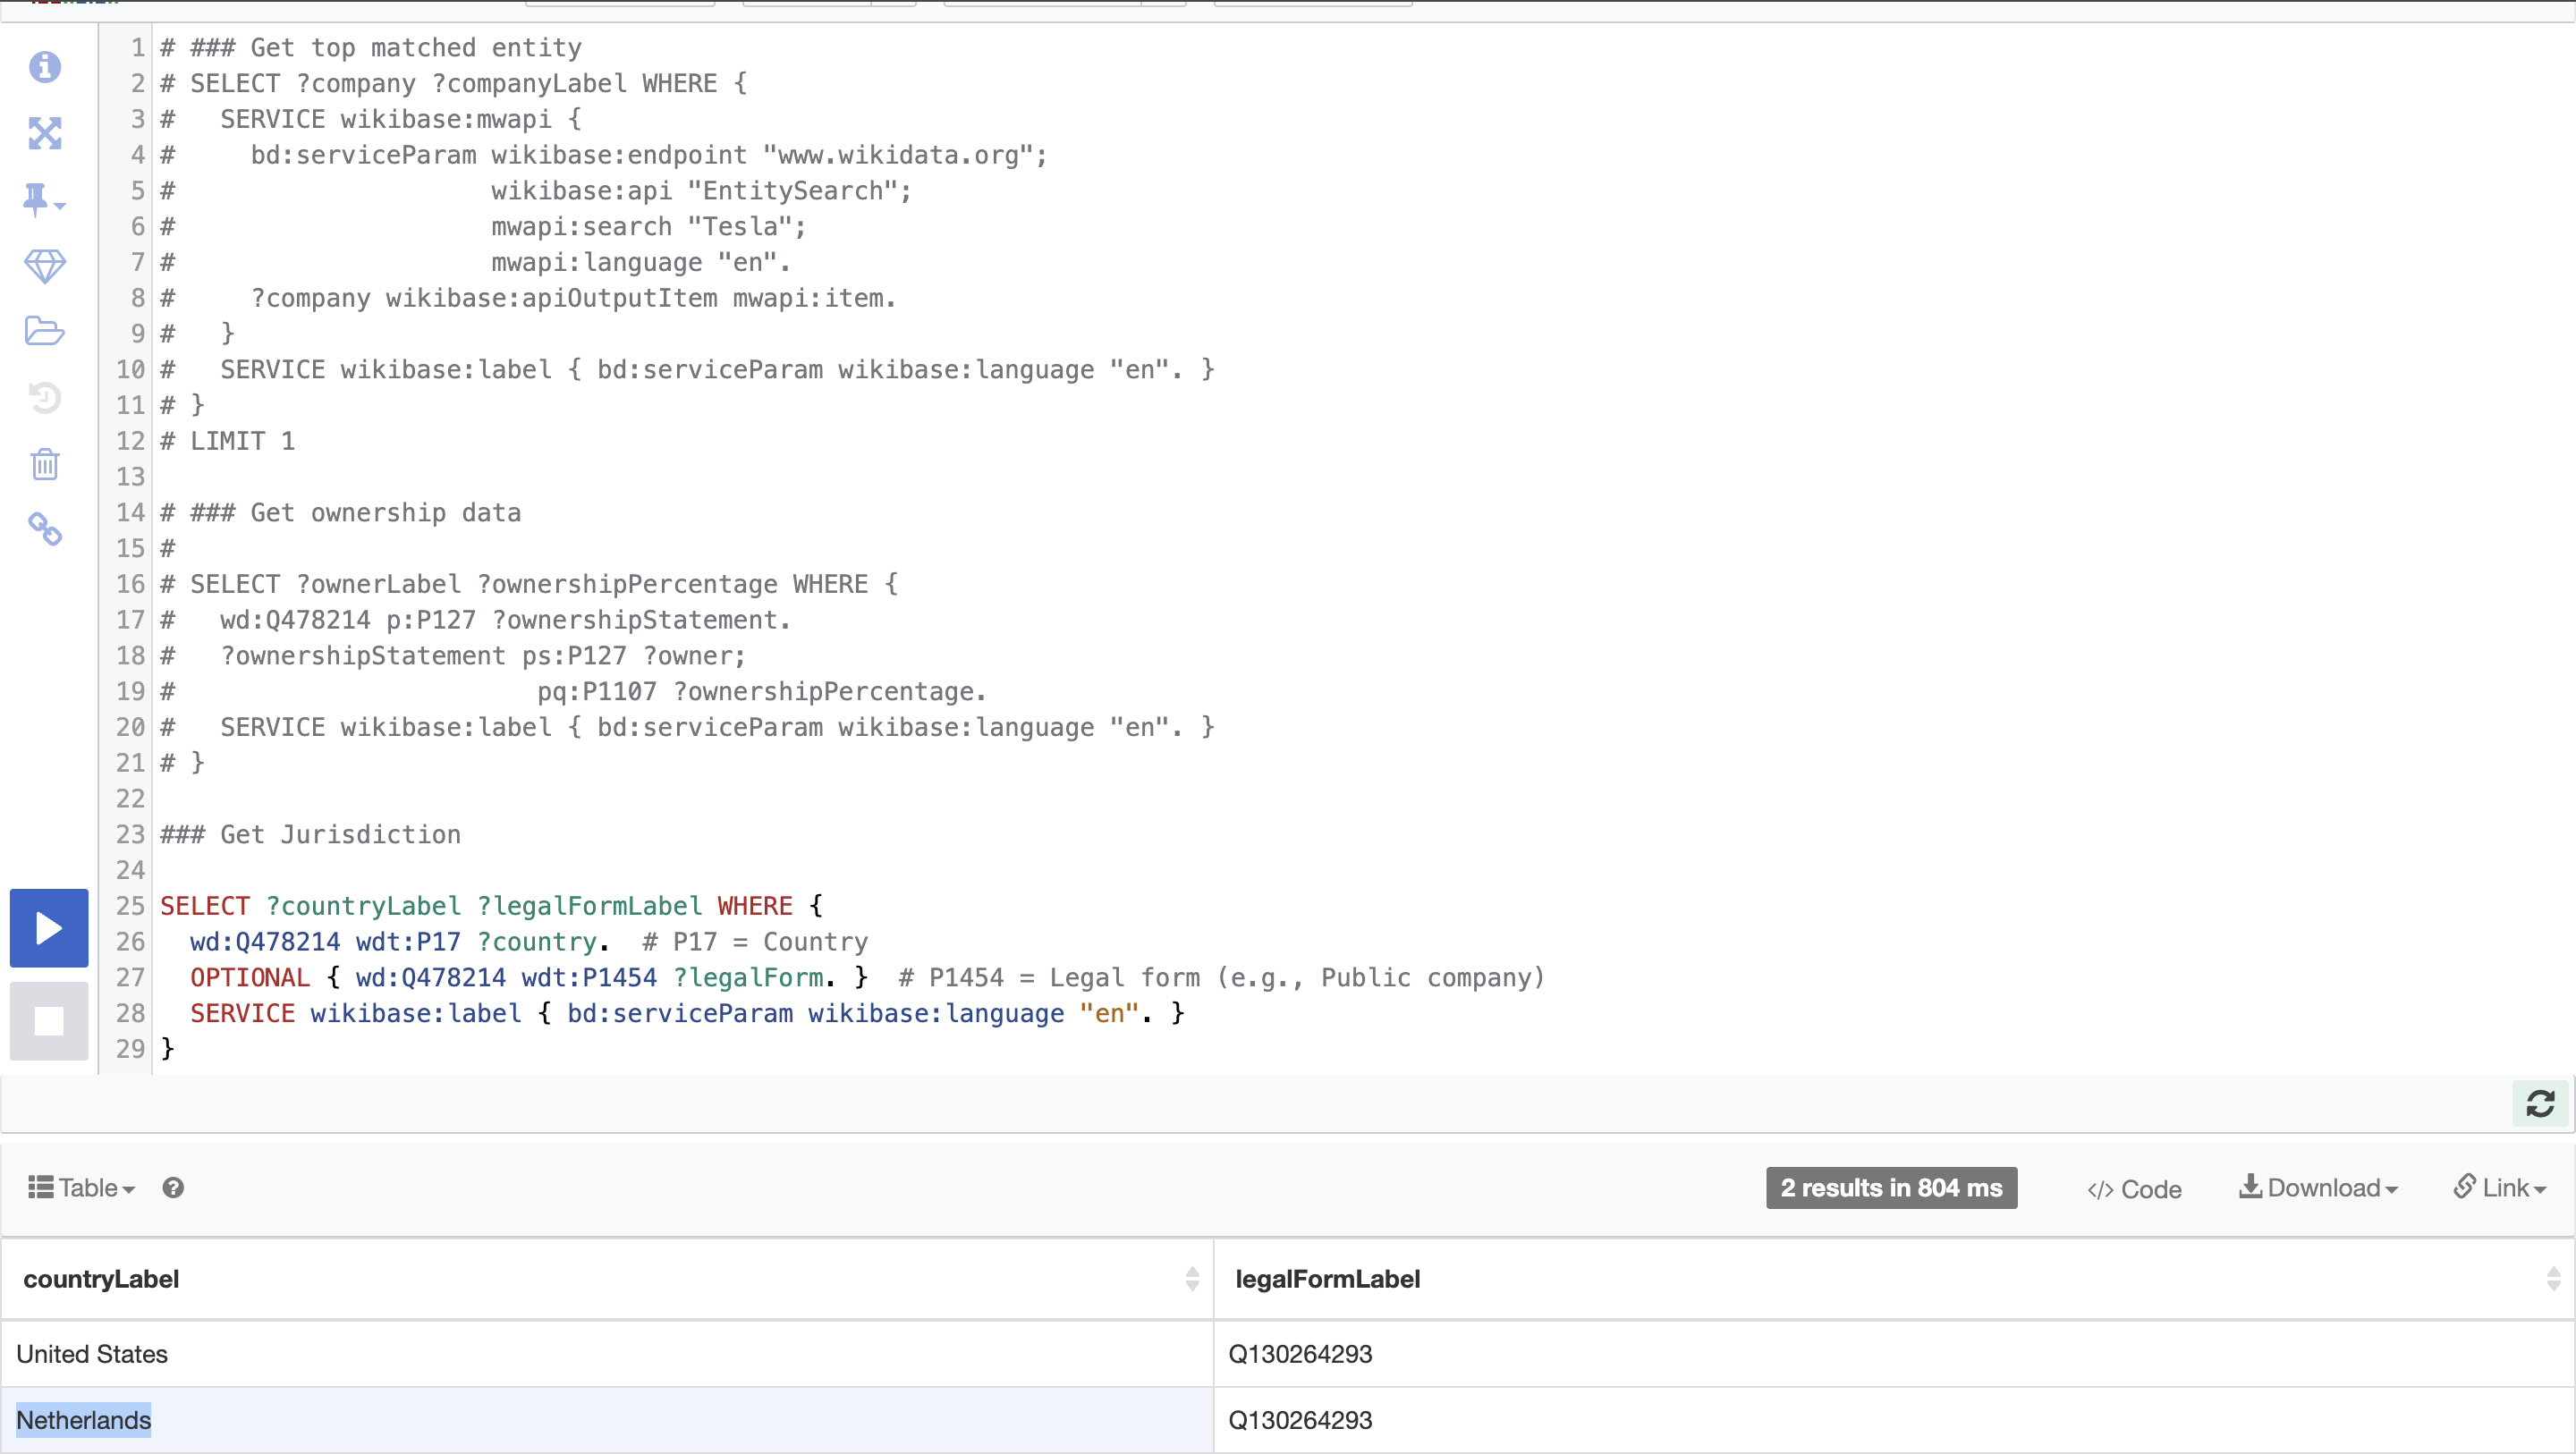 1 # ### Get top matched entity
2 # SELECT ?company ?companyLabel WHERE {
3 #   SERVICE wikibase:mwapi {
4 #     bd:serviceParam wikibase:endpoint "www.wikidata.org";
5 #                     wikibase:api "EntitySearch";
6 #                     mwapi:search "Tesla";
7 #                     mwapi:language "en".
8 #     ?company wikibase:apiOutputItem mwapi:item.
9 #   }
10 #   SERVICE wikibase:label { bd:serviceParam wikibase:language "en". }
11 # }
12 # LIMIT 1
13
14 # ### Get ownership data
15 #
16 # SELECT ?ownerLabel ?ownershipPercentage WHERE {
17 #   wd:Q478214 p:P127 ?ownershipStatement.
18 #   ?ownershipStatement ps:P127 ?owner;
19 #                        pq:P1107 ?ownershipPercentage.
20 #   SERVICE wikibase:label { bd:serviceParam wikibase:language "en". }
21 # }
22
23 ### Get Jurisdiction
24
25 SELECT ?countryLabel ?legalFormLabel WHERE {
26   wd:Q478214 wdt:P17 ?country.  # P17 = Country
27   OPTIONAL { wd:Q478214 wdt:P1454 ?legalForm. }  # P1454 = Legal form (e.g., Public company)
28   SERVICE wikibase:label { bd:serviceParam wikibase:language "en". }
29 }
Table 2 results in 804 ms </> Code Download Link
countryLabel legalFormLabel
United States Q130264293
Netherlands Q130264293